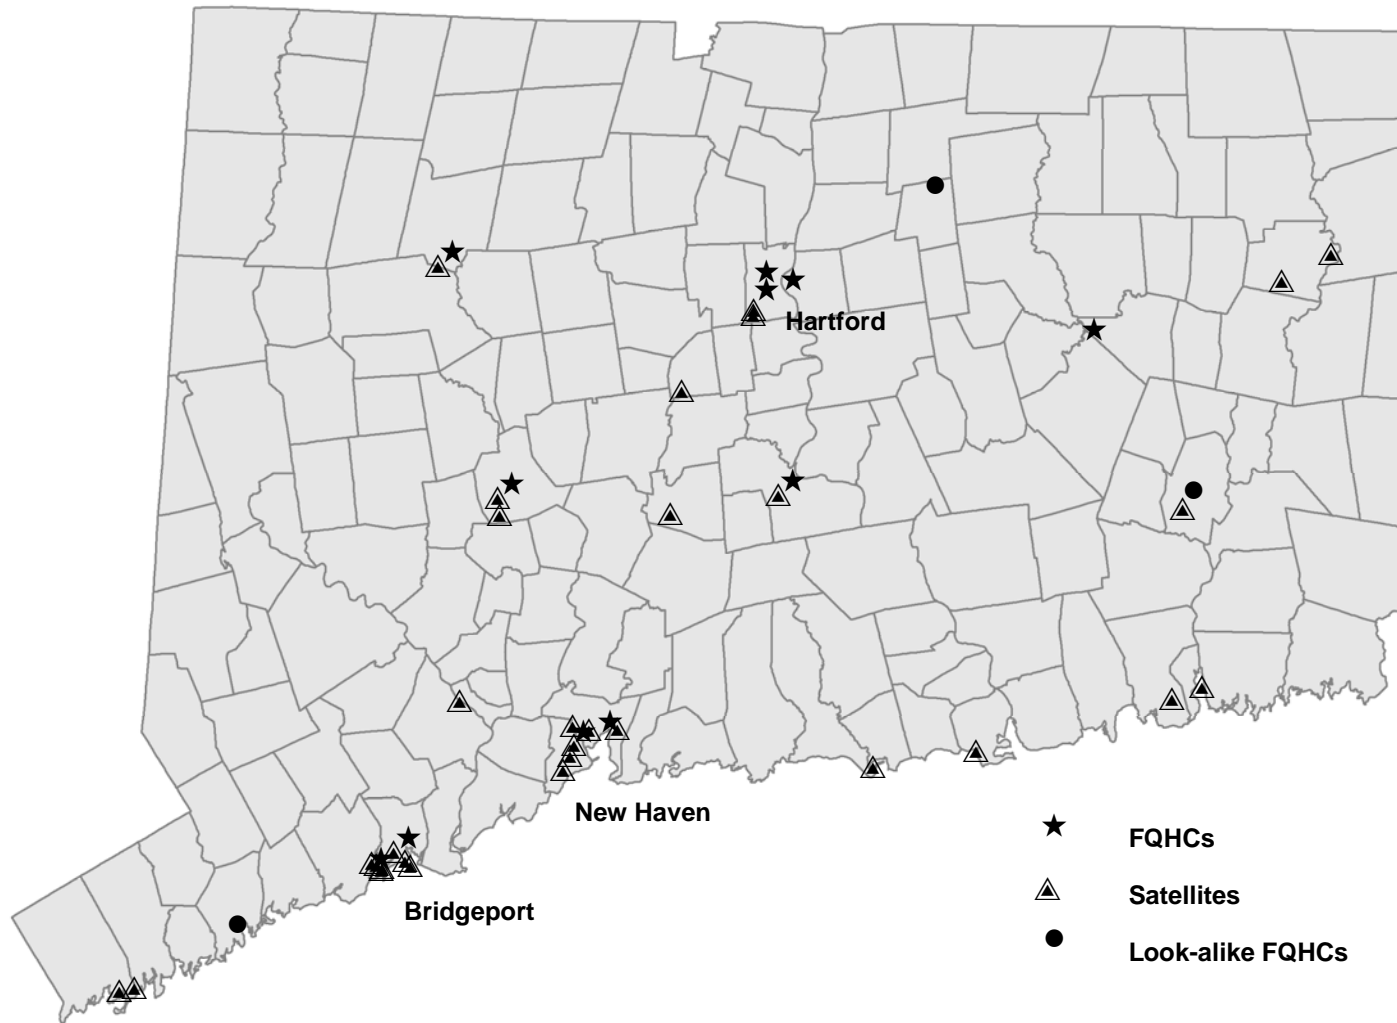 Hartford
New Haven
Bridgeport
FQHCs
Satellites
Look-alike FQHCs